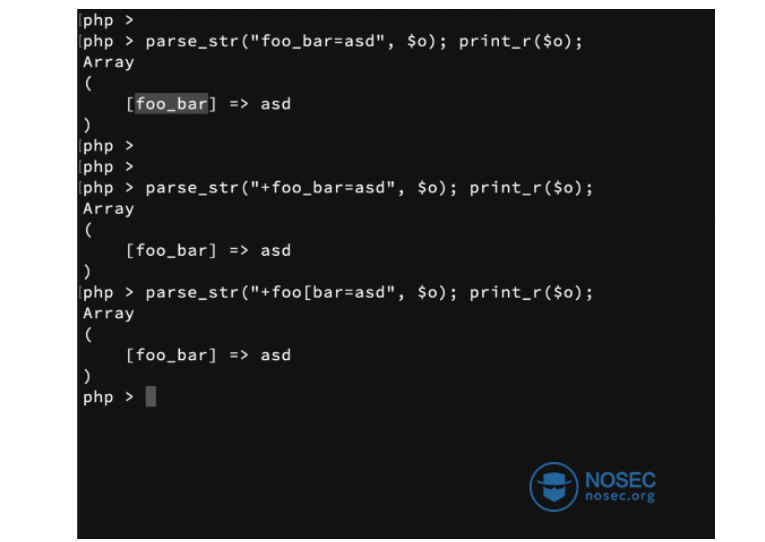 php >
php > parse_str("foo_bar=asd", $o); print_r($o);
Array
(
    [foo_bar] => asd
)
php >
php >
php > parse_str("+foo_bar=asd", $o); print_r($o);
Array
(
    [foo_bar] => asd
)
php > parse_str("+foo[bar=asd", $o); print_r($o);
Array
(
    [foo_bar] => asd
)
php >
NOSEC
nosec.org